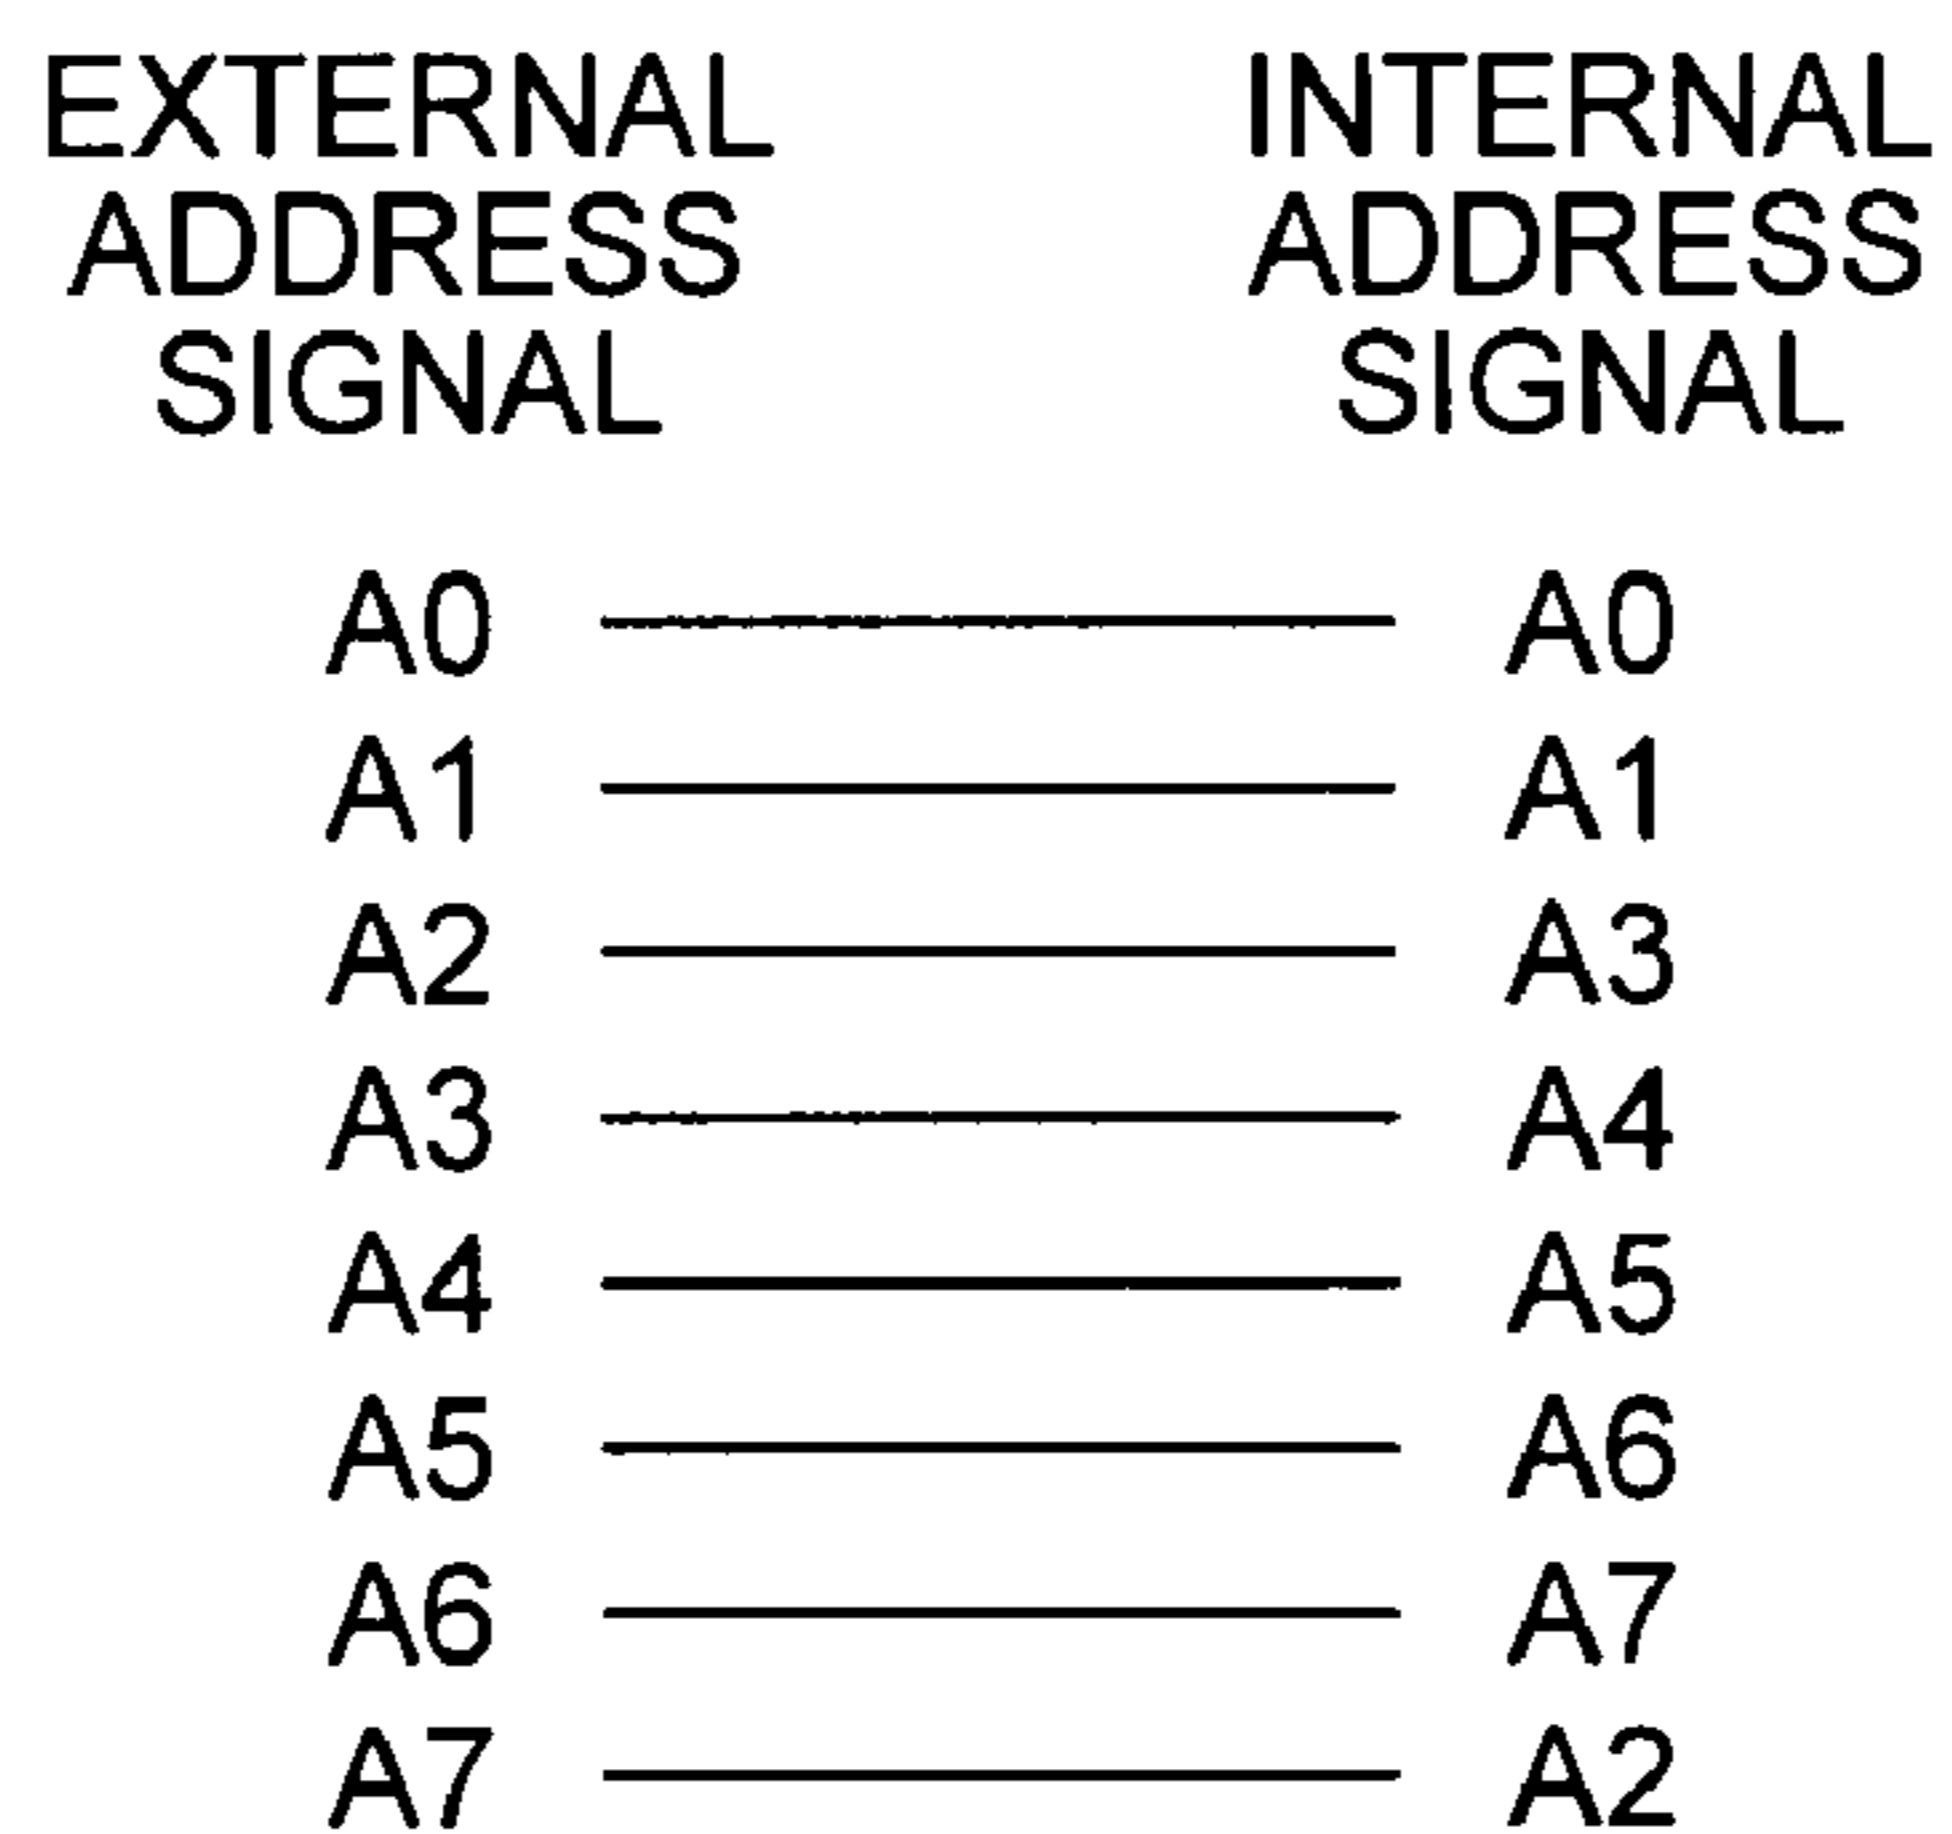 EXTERNAL ADDRESS SIGNAL INTERNAL ADDRESS SIGNAL
A0 A0
A1 A1
A2 A3
A3 A4
A4 A5
A5 A6
A6 A7
A7 A2